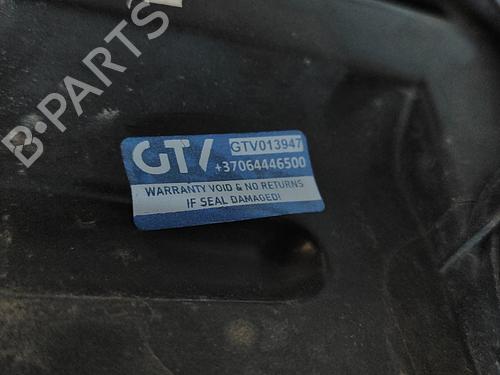 B-PARTS
GTV
GTV013947
+37064446500
WARRANTY VOID & NO RETURNS
IF SEAL DAMAGED!